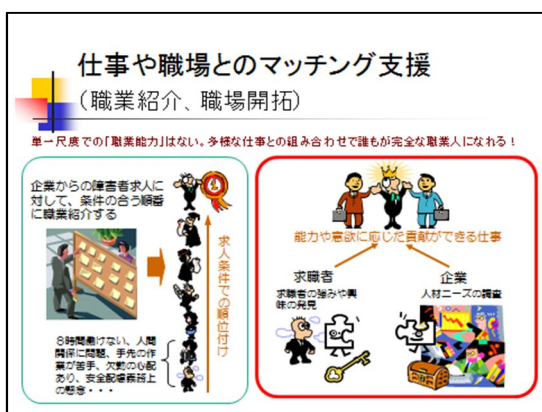 仕事や職場とのマッチング支援
(職業紹介、職場開拓)
単一尺度での「職業能力」はない。多様な仕事との組み合わせで誰もが完全な職業人になれる！
企業からの障害者求人に
対して、条件の合う順番
に職業紹介する
求人条件での順位付け
8時間働けない、人間
関係に問題、手先の作
業が苦手、欠勤の心配
あり、安全配慮義務上
の懸念・・・
能力や意欲に応じた貢献ができる仕事
求職者
求職者の強みや興
味の発見
企業
人材ニーズの調査